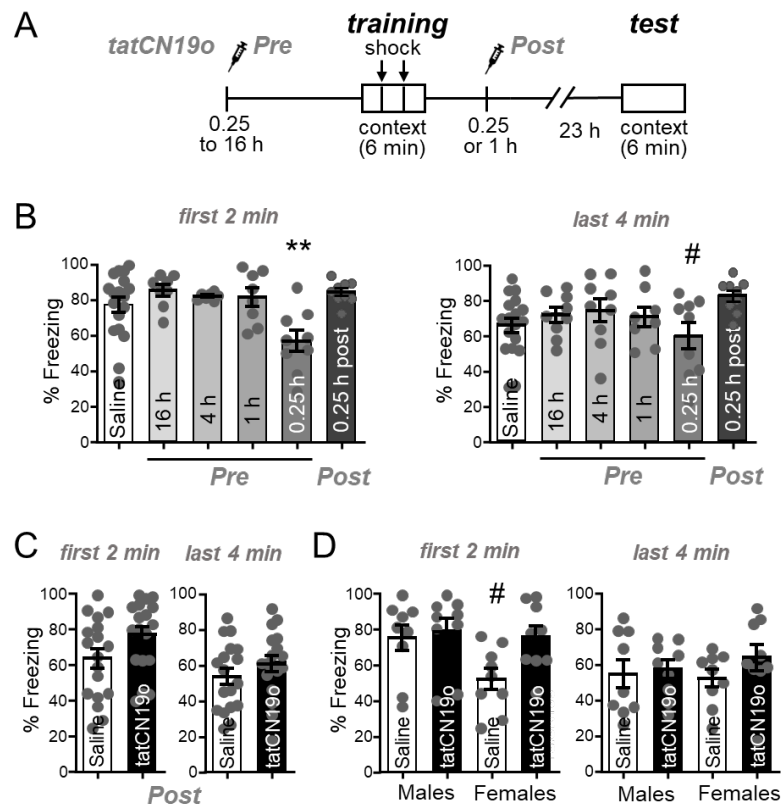 A
training
test
tatCN19o
Pre
shock
Post
0.25
to 16 h
context
(6 min)
0.25
or 1 h
23 h
context
(6 min)
B
first 2 min
% Freezing
100
80
60
40
20
0
**
Saline
16 h
4 h
1 h
0.25 h
0.25 h post
Pre
Post
last 4 min
% Freezing
100
80
60
40
20
0
#
Saline
16 h
4 h
1 h
0.25 h
0.25 h post
Pre
Post
C
first 2 min
last 4 min
% Freezing
100
80
60
40
20
0
Saline
tatCN19o
100
80
60
40
20
0
Saline
tatCN19o
Post
D
first 2 min
% Freezing
100
80
60
40
20
0
#
Saline
tatCN19o
Saline
tatCN19o
Males
Females
last 4 min
100
80
60
40
20
0
Saline
tatCN19o
Saline
tatCN19o
Males
Females